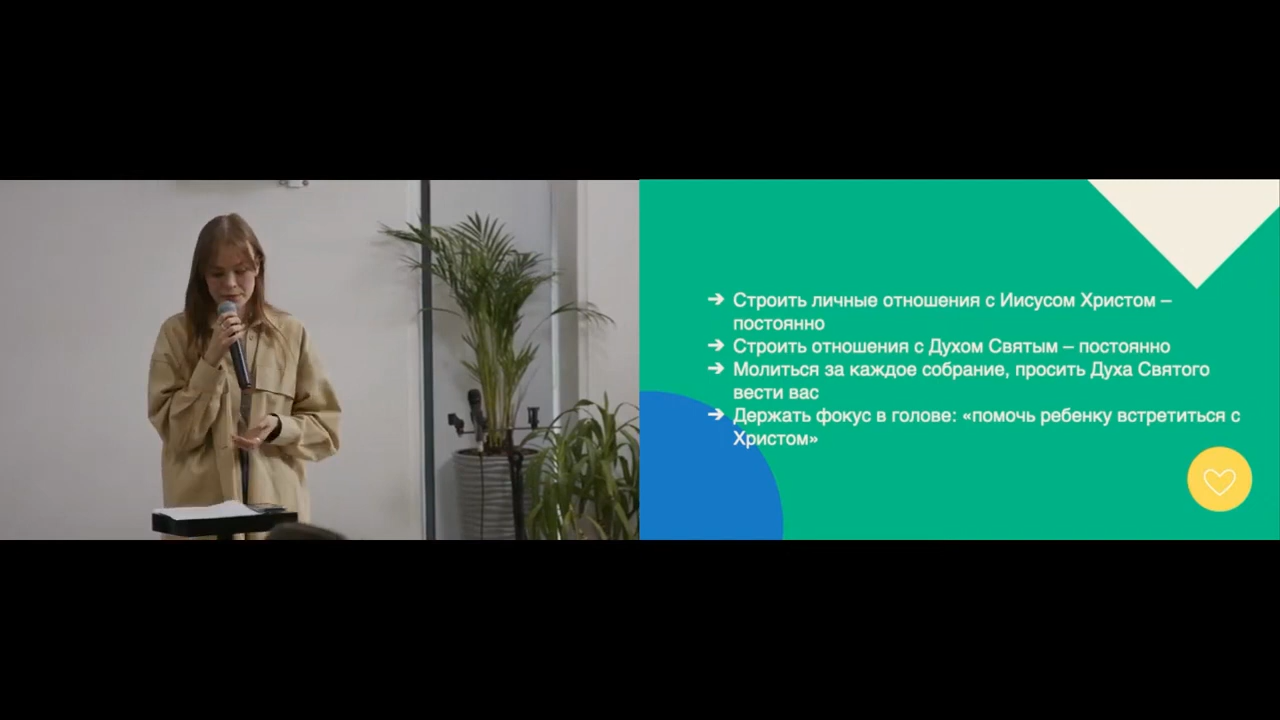 ➔ Строить личные отношения с Иисусом Христом –
постоянно
➔ Строить отношения с Духом Святым – постоянно
➔ Молиться за каждое собрание, просить Духа Святого
вести вас
➔ Держать фокус в голове: «помочь ребенку встретиться с
Христом»